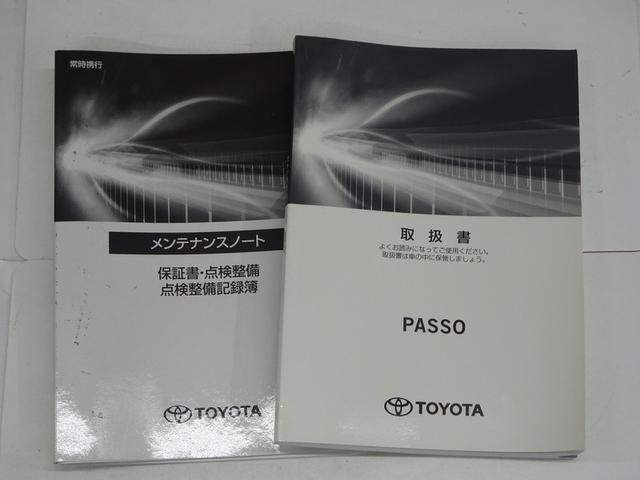 常時携行
メンテナンスノート
保証書・点検整備
点検整備記録簿
TOYOTA
取扱書
よくお読みになってご使用ください。
取扱書は車の中に保管しましょう。
PASSO
TOYOTA